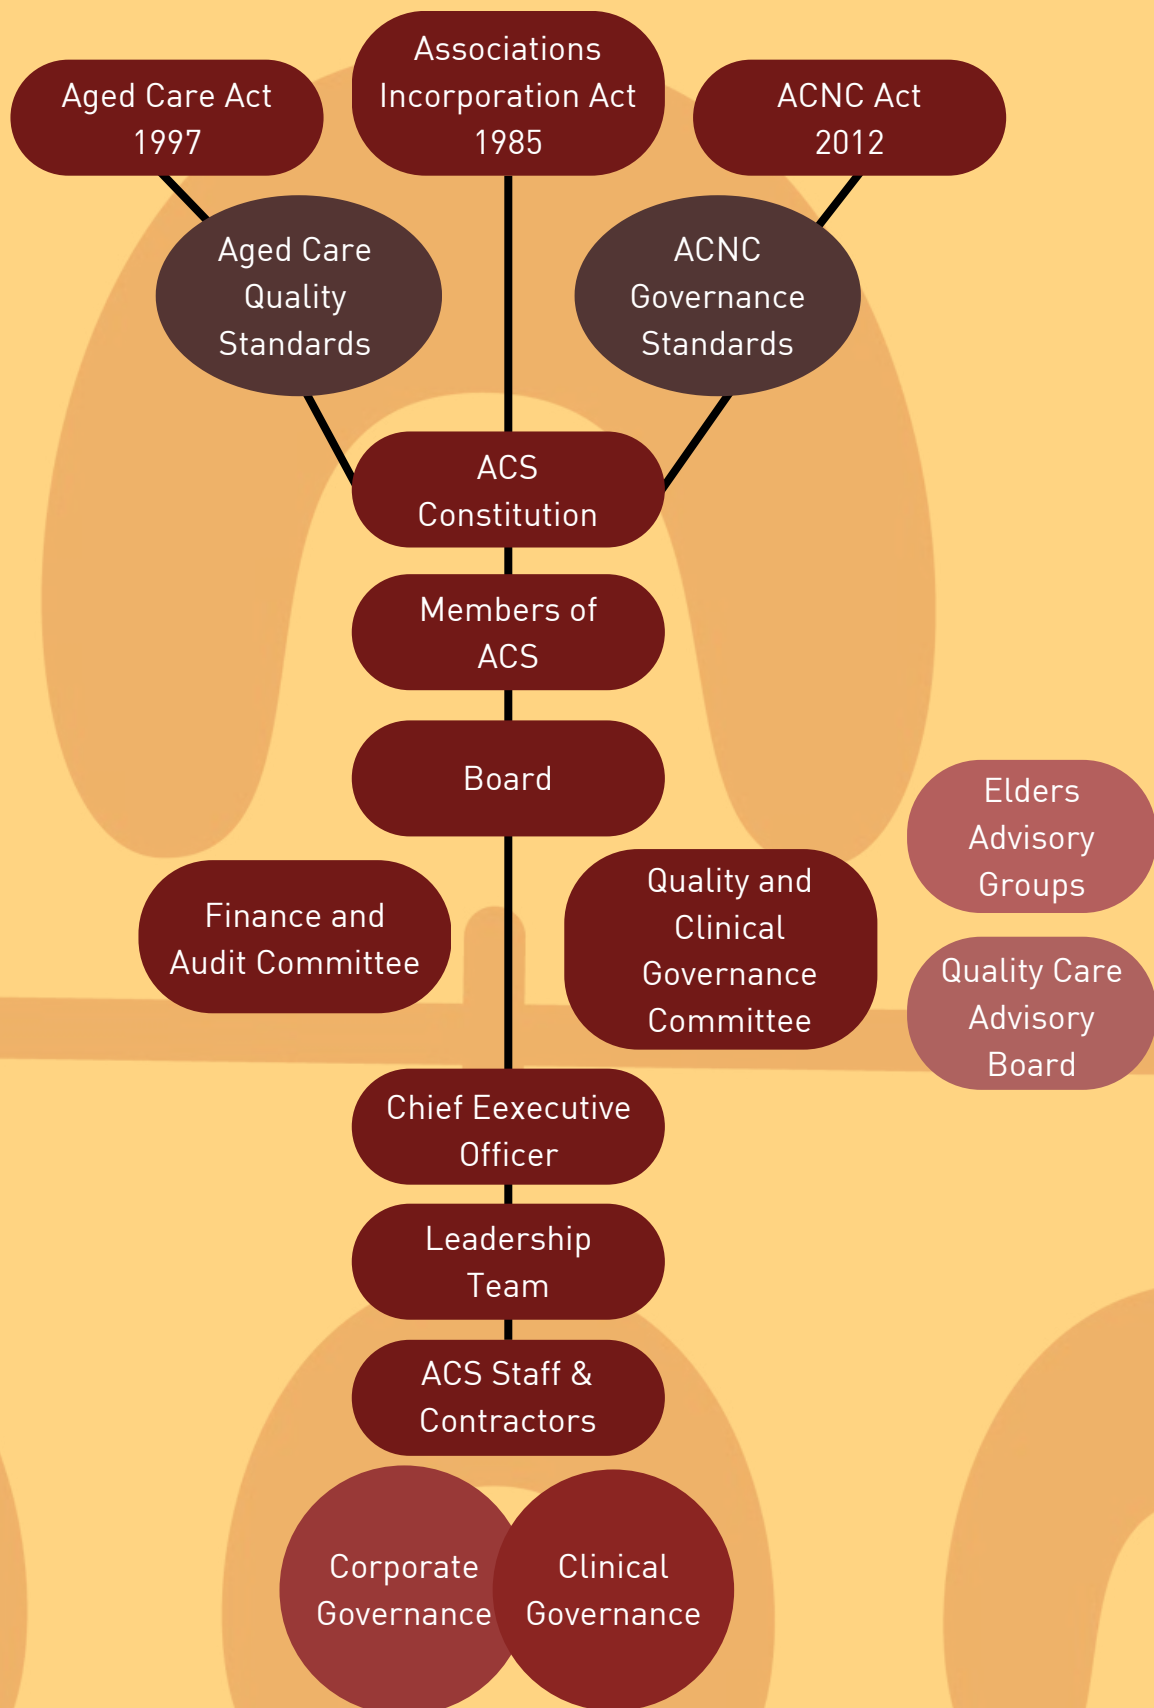 Associations
Incorporation Act
1985
Aged Care Act
1997
ACNC Act
2012
Aged Care
Quality
Standards
ACNC
Governance
Standards
ACS
Constitution
Members of
ACS
Board
Elders
Advisory
Groups
Finance and
Audit Committee
Quality and
Clinical
Governance
Committee
Quality Care
Advisory
Board
Chief Eexecutive
Officer
Leadership
Team
ACS Staff &
Contractors
Corporate
Governance
Clinical
Governance